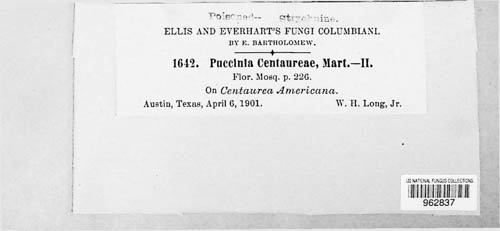 Poisoned-- Strychnine.
ELLIS AND EVERHART'S FUNGI COLUMBIANI.
BY E. BARTHOLOMEW.
1642. Puccinia Centaureae, Mart.—II.
Flor. Mosq. p. 226.
On Centaurea Americana.
Austin, Texas, April 6, 1901. W. H. Long, Jr.
US NATIONAL FUNGUS COLLECTIONS
962837